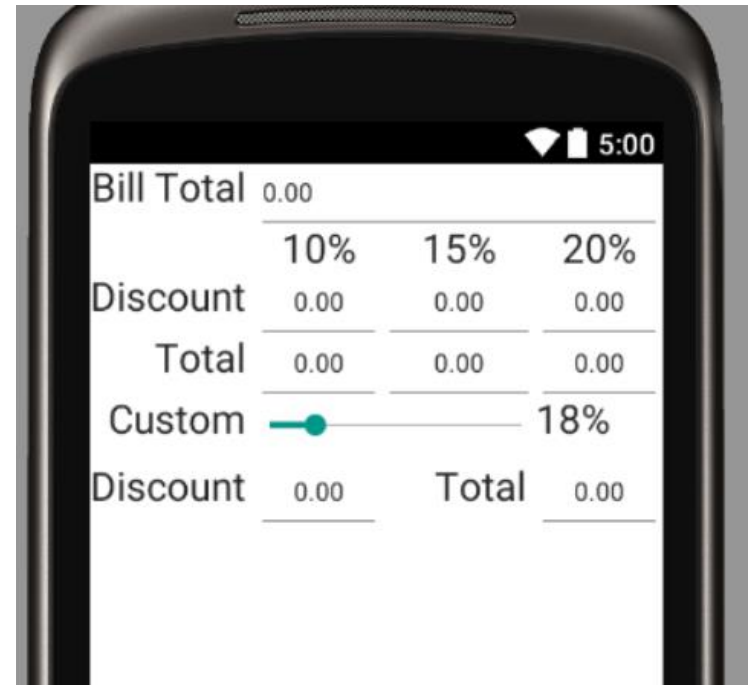 5:00
Bill Total 0.00
10% 15% 20%
Discount 0.00 0.00 0.00
Total 0.00 0.00 0.00
Custom 18%
Discount 0.00 Total 0.00